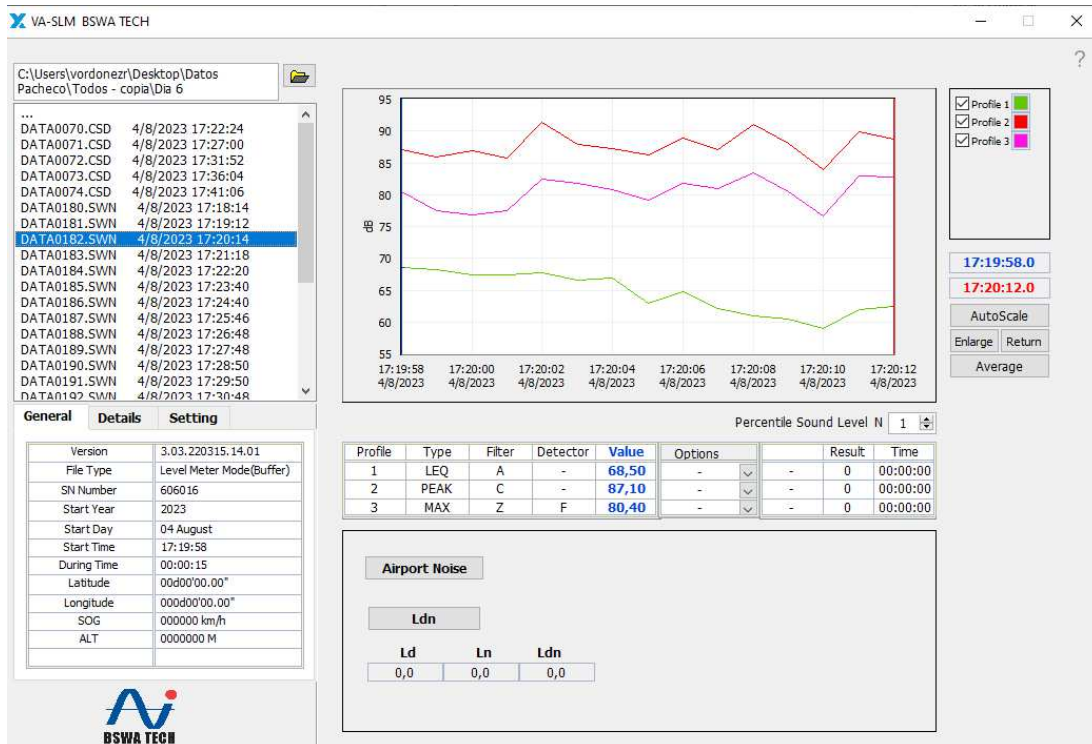 VA-SLM BSWA TECH
?
C:\Users\vordonezr\Desktop\Datos
Pacheco\Todos - copia\Dia 6
...
DATA0070.CSD 4/8/2023 17:22:24
DATA0071.CSD 4/8/2023 17:27:00
DATA0072.CSD 4/8/2023 17:31:52
DATA0073.CSD 4/8/2023 17:36:04
DATA0074.CSD 4/8/2023 17:41:06
DATA0180.SWN 4/8/2023 17:18:14
DATA0181.SWN 4/8/2023 17:19:12
DATA0182.SWN 4/8/2023 17:20:14
DATA0183.SWN 4/8/2023 17:21:18
DATA0184.SWN 4/8/2023 17:22:20
DATA0185.SWN 4/8/2023 17:23:40
DATA0186.SWN 4/8/2023 17:24:40
DATA0187.SWN 4/8/2023 17:25:46
DATA0188.SWN 4/8/2023 17:26:48
DATA0189.SWN 4/8/2023 17:27:48
DATA0190.SWN 4/8/2023 17:28:50
DATA0191.SWN 4/8/2023 17:29:50
DATA0192.SWN 4/8/2023 17:30:48
General Details Setting
Version 3.03.220315.14.01
File Type Level Meter Mode(Buffer)
SN Number 606016
Start Year 2023
Start Day 04 August
Start Time 17:19:58
During Time 00:00:15
Latitude 00d00'00.00"
Longitude 000d00'00.00"
SOG 000000 km/h
ALT 0000000 M
BSWA TECH
95
90
85
80
75
70
65
60
55
dB
17:19:58 17:20:00 17:20:02 17:20:04 17:20:06 17:20:08 17:20:10 17:20:12
4/8/2023 4/8/2023 4/8/2023 4/8/2023 4/8/2023 4/8/2023 4/8/2023 4/8/2023
Profile 1
Profile 2
Profile 3
17:19:58.0
17:20:12.0
AutoScale
Enlarge Return
Average
Percentile Sound Level N 1
Profile Type Filter Detector Value Options Result Time
1 LEQ A - 68,50 - - 0 00:00:00
2 PEAK C - 87,10 - - 0 00:00:00
3 MAX Z F 80,40 - - 0 00:00:00
Airport Noise
Ldn
Ld Ln Ldn
0,0 0,0 0,0